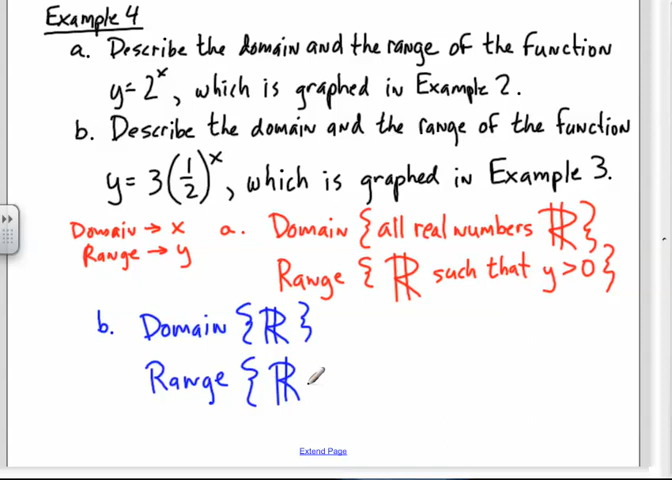 Example 4
a. Describe the domain and the range of the function
y = 2ˣ, which is graphed in Example 2.
b. Describe the domain and the range of the function
y = 3(1/2)ˣ, which is graphed in Example 3.
Domain → x
Range → y
a. Domain {all real numbers ℝ}
Range {ℝ such that y > 0}
b. Domain {ℝ}
Range {ℝ
Extend Page